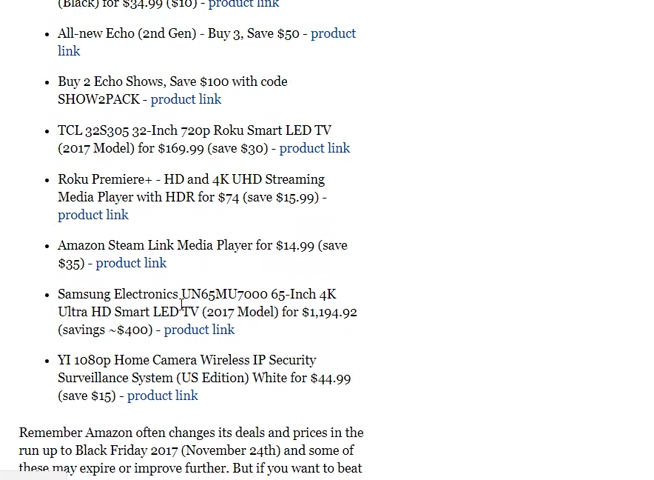 (Black) for $34.99 ($10) - product link
All-new Echo (2nd Gen) - Buy 3, Save $50 - product
link
Buy 2 Echo Shows, Save $100 with code
SHOW2PACK - product link
TCL 32S305 32-Inch 720p Roku Smart LED TV
(2017 Model) for $169.99 (save $30) - product link
Roku Premiere+ - HD and 4K UHD Streaming
Media Player with HDR for $74 (save $15.99) -
product link
Amazon Steam Link Media Player for $14.99 (save
$35) - product link
Samsung Electronics UN65MU7000 65-Inch 4K
Ultra HD Smart LED TV (2017 Model) for $1,194.92
(savings ~$400) - product link
YI 1080p Home Camera Wireless IP Security
Surveillance System (US Edition) White for $44.99
(save $15) - product link
Remember Amazon often changes its deals and prices in the
run up to Black Friday 2017 (November 24th) and some of
these may expire or improve further. But if you want to beat